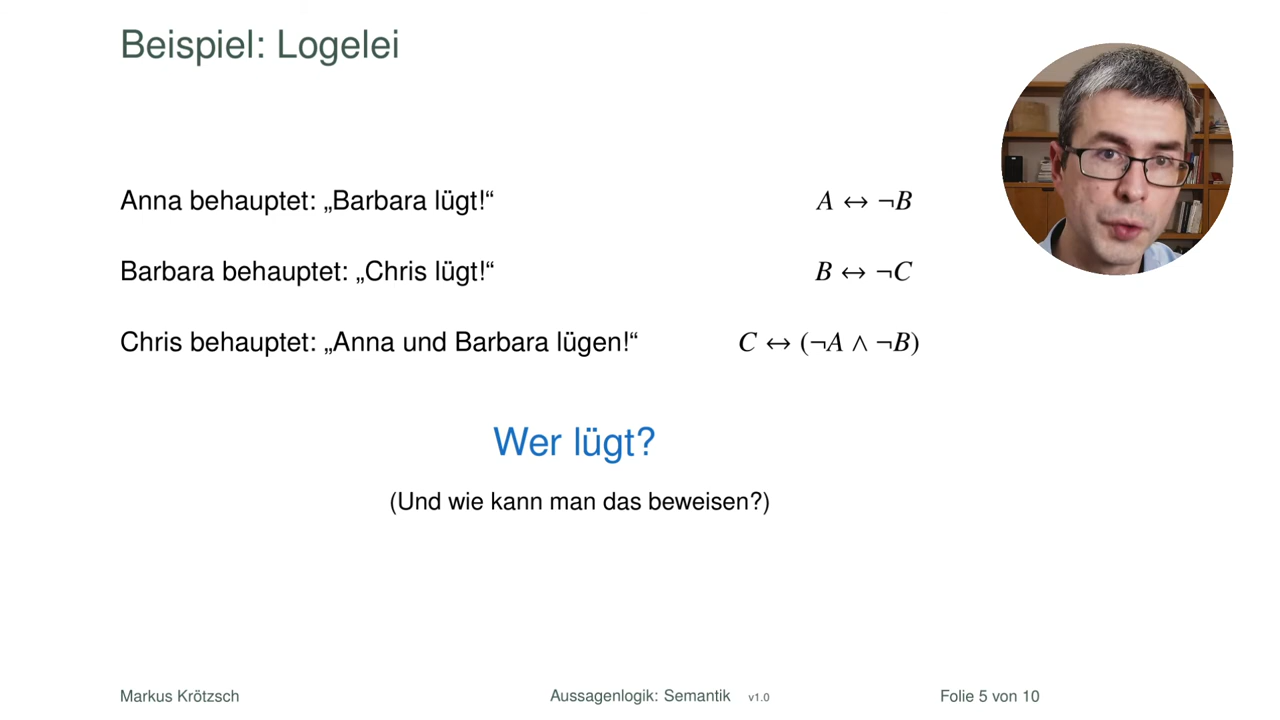 Beispiel: Logelei
Anna behauptet: „Barbara lügt!“ A ↔ ¬B
Barbara behauptet: „Chris lügt!“ B ↔ ¬C
Chris behauptet: „Anna und Barbara lügen!“ C ↔ (¬A ∧ ¬B)
Wer lügt?
(Und wie kann man das beweisen?)
Markus Krötzsch Aussagenlogik: Semantik v1.0 Folie 5 von 10